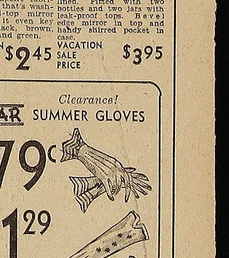 that's wash-
-top mirror
it even
ack, brown,
nd green.
$2.45
lined. Fitted with two
bottles and two jars with
leak-proof tops. Bevel
edge mirror in top and
handy shirred pocket in
case.
VACATION
SALE
PRICE
$3.95
Clearance!
SUMMER GLOVES
79c
1.29